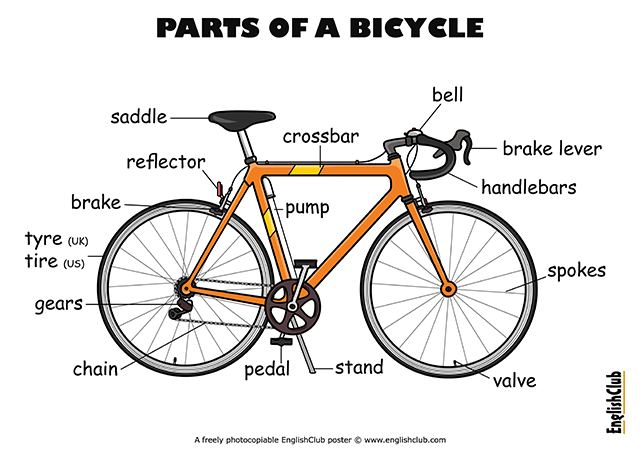 PARTS OF A BICYCLE
bell
saddle
crossbar
brake lever
reflector
handlebars
brake
pump
tyre (UK)
tire (US)
spokes
gears
chain
pedal
stand
valve
EnglishClub
A freely photocopiable EnglishClub poster © www.englishclub.com